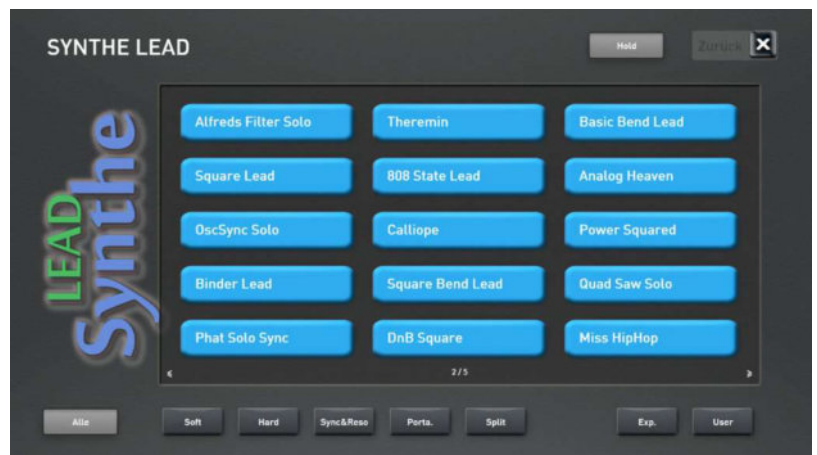 SYNTHE LEAD
Hold
Zurück
LEAD
Synthe
Alfreds Filter Solo
Theremin
Basic Bend Lead
Square Lead
808 State Lead
Analog Heaven
OscSync Solo
Calliope
Power Squared
Binder Lead
Square Bend Lead
Quad Saw Solo
Phat Solo Sync
DnB Square
Miss HipHop
2/5
Alle
Soft
Hard
Sync&Reso
Porta.
Split
Exp.
User